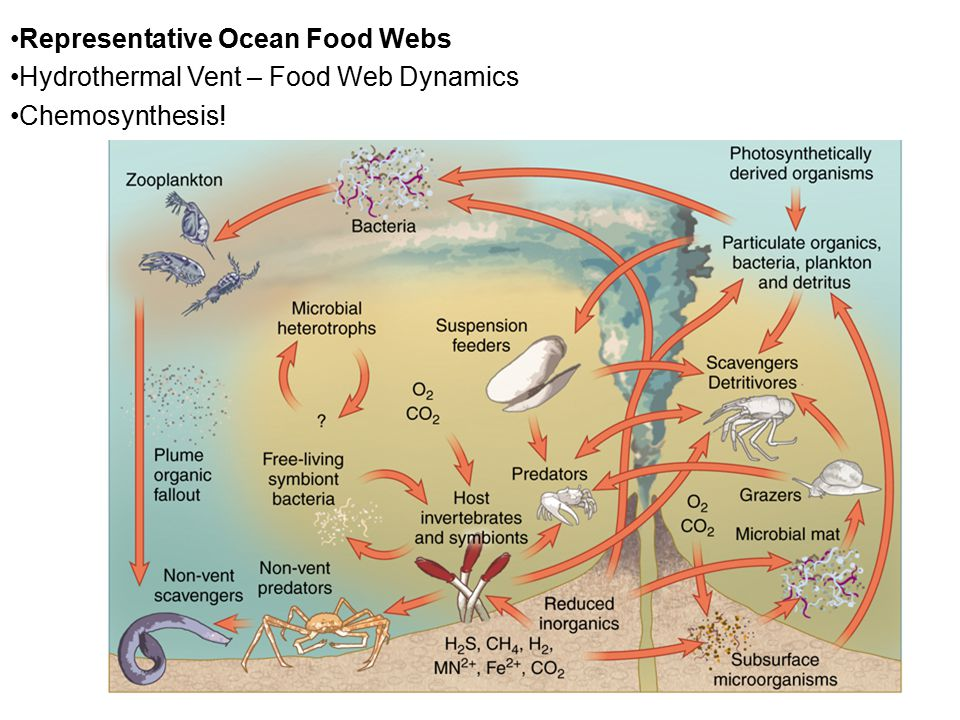 •Representative Ocean Food Webs
•Hydrothermal Vent – Food Web Dynamics
•Chemosynthesis!
Photosynthetically
derived organisms
Zooplankton
Bacteria
Particulate organics,
bacteria, plankton
and detritus
Microbial
heterotrophs
Suspension
feeders
Scavengers
Detritivores
O2
CO2
?
Plume
organic
fallout
Free-living
symbiont
bacteria
Predators
Host
invertebrates
and symbionts
Grazers
O2
CO2
Microbial mat
Non-vent
scavengers
Non-vent
predators
Reduced
inorganics
H2S, CH4, H2,
MN2+, Fe2+, CO2
Subsurface
microorganisms